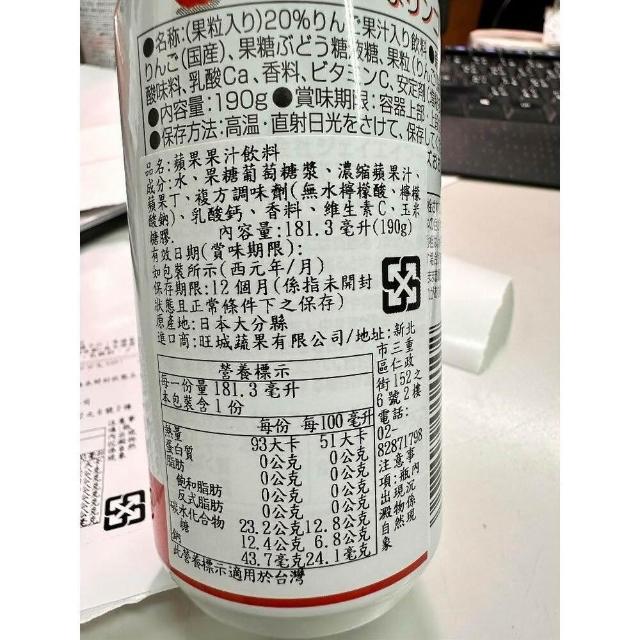 ●名称:(果粒入り)20%りんご果汁入り飲料
りんご(国産)、果糖ぶどう糖液糖、果粒(りんご
酸味料、乳酸Ca、香料、ビタミンC、安定剤
●内容量:190g●賞味期限:容器上部・上段
●保存方法:高温・直射日光をさけて、保存してく
品名:蘋果果汁飲料
成分:水、果糖葡萄糖漿、濃縮蘋果汁、
蘋果丁、複方調味劑(無水檸檬酸、檸檬
酸鈉)、乳酸鈣、香料、維生素C、玉米
糖膠. 內容量:181.3毫升(190g)
有效日期(賞味期限):
如包裝所示(西元年/月)
保存期限:12個月(係指未開封
狀態且正常條件下之保存)
原產地:日本大分縣
進口商:旺城蔬果有限公司/地址:新北
市三重
區仁政
街152之
6號2樓
電話:
02-
82871798
注意事
項:瓶內
出現沉
澱物係
自然現
象
營養標示
每一份量181.3毫升
本包裝含1份
每份 每100毫升
熱量 93大卡 51大卡
蛋白質 0公克 0公克
脂肪 0公克 0公克
飽和脂肪 0公克 0公克
反式脂肪 0公克 0公克
碳水化合物 23.2公克 12.8公克
糖 12.4公克 6.8公克
鈉 43.7毫克 24.1毫克
此營養標示適用於台灣